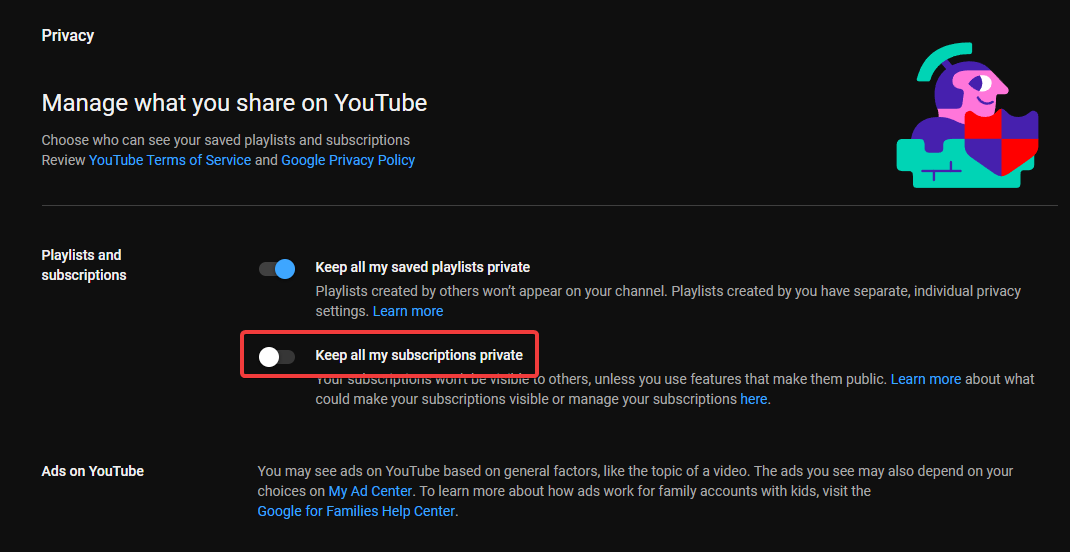 Privacy
Manage what you share on YouTube
Choose who can see your saved playlists and subscriptions
Review YouTube Terms of Service and Google Privacy Policy
Playlists and
subscriptions
Keep all my saved playlists private
Playlists created by others won't appear on your channel. Playlists created by you have separate, individual privacy
settings. Learn more
Keep all my subscriptions private
Your subscriptions won't be visible to others, unless you use features that make them public. Learn more about what
could make your subscriptions visible or manage your subscriptions here.
Ads on YouTube
You may see ads on YouTube based on general factors, like the topic of a video. The ads you see may also depend on your
choices on My Ad Center. To learn more about how ads work for family accounts with kids, visit the
Google for Families Help Center.